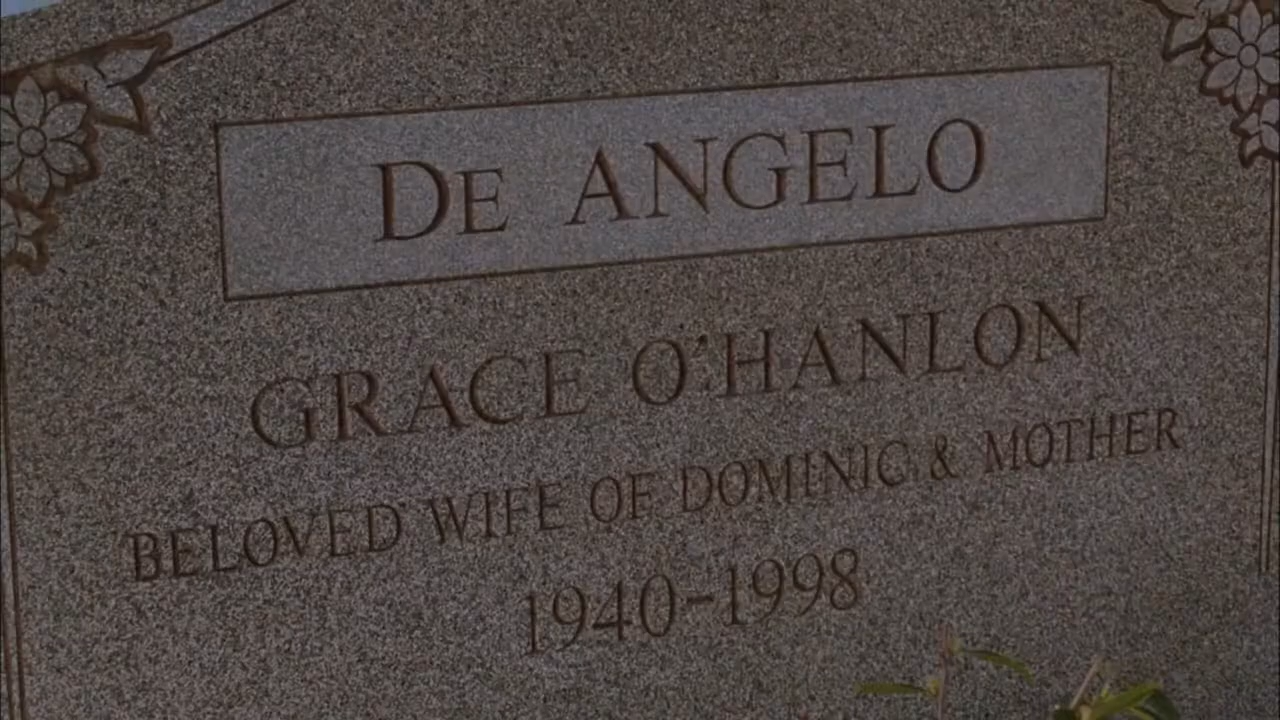 DE ANGELO
GRACE O'HANLON
BELOVED WIFE OF DOMINIC & MOTHER
1940-1998